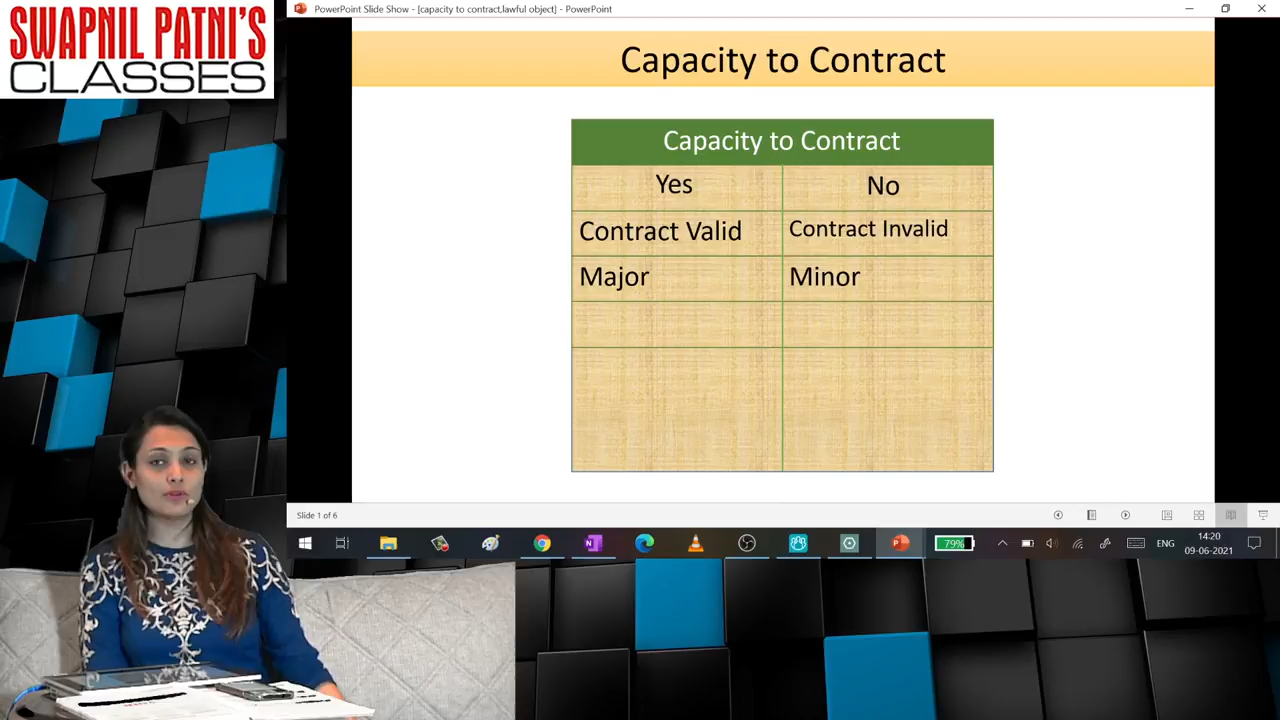 SWAPNIL PATNI'S
CLASSES
PowerPoint Slide Show - [capacity to contract,lawful object] - PowerPoint
Capacity to Contract
Capacity to Contract
Yes No
Contract Valid Contract Invalid
Major Minor
Slide 1 of 6
79%
ENG
14:20
09-06-2021